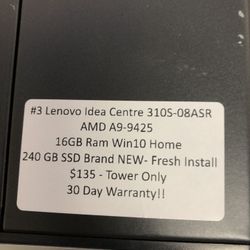 #3 Lenovo Idea Centre 310S-08ASR
AMD A9-9425
16GB Ram Win10 Home
240 GB SSD Brand NEW- Fresh Install
$135 - Tower Only
30 Day Warranty!!